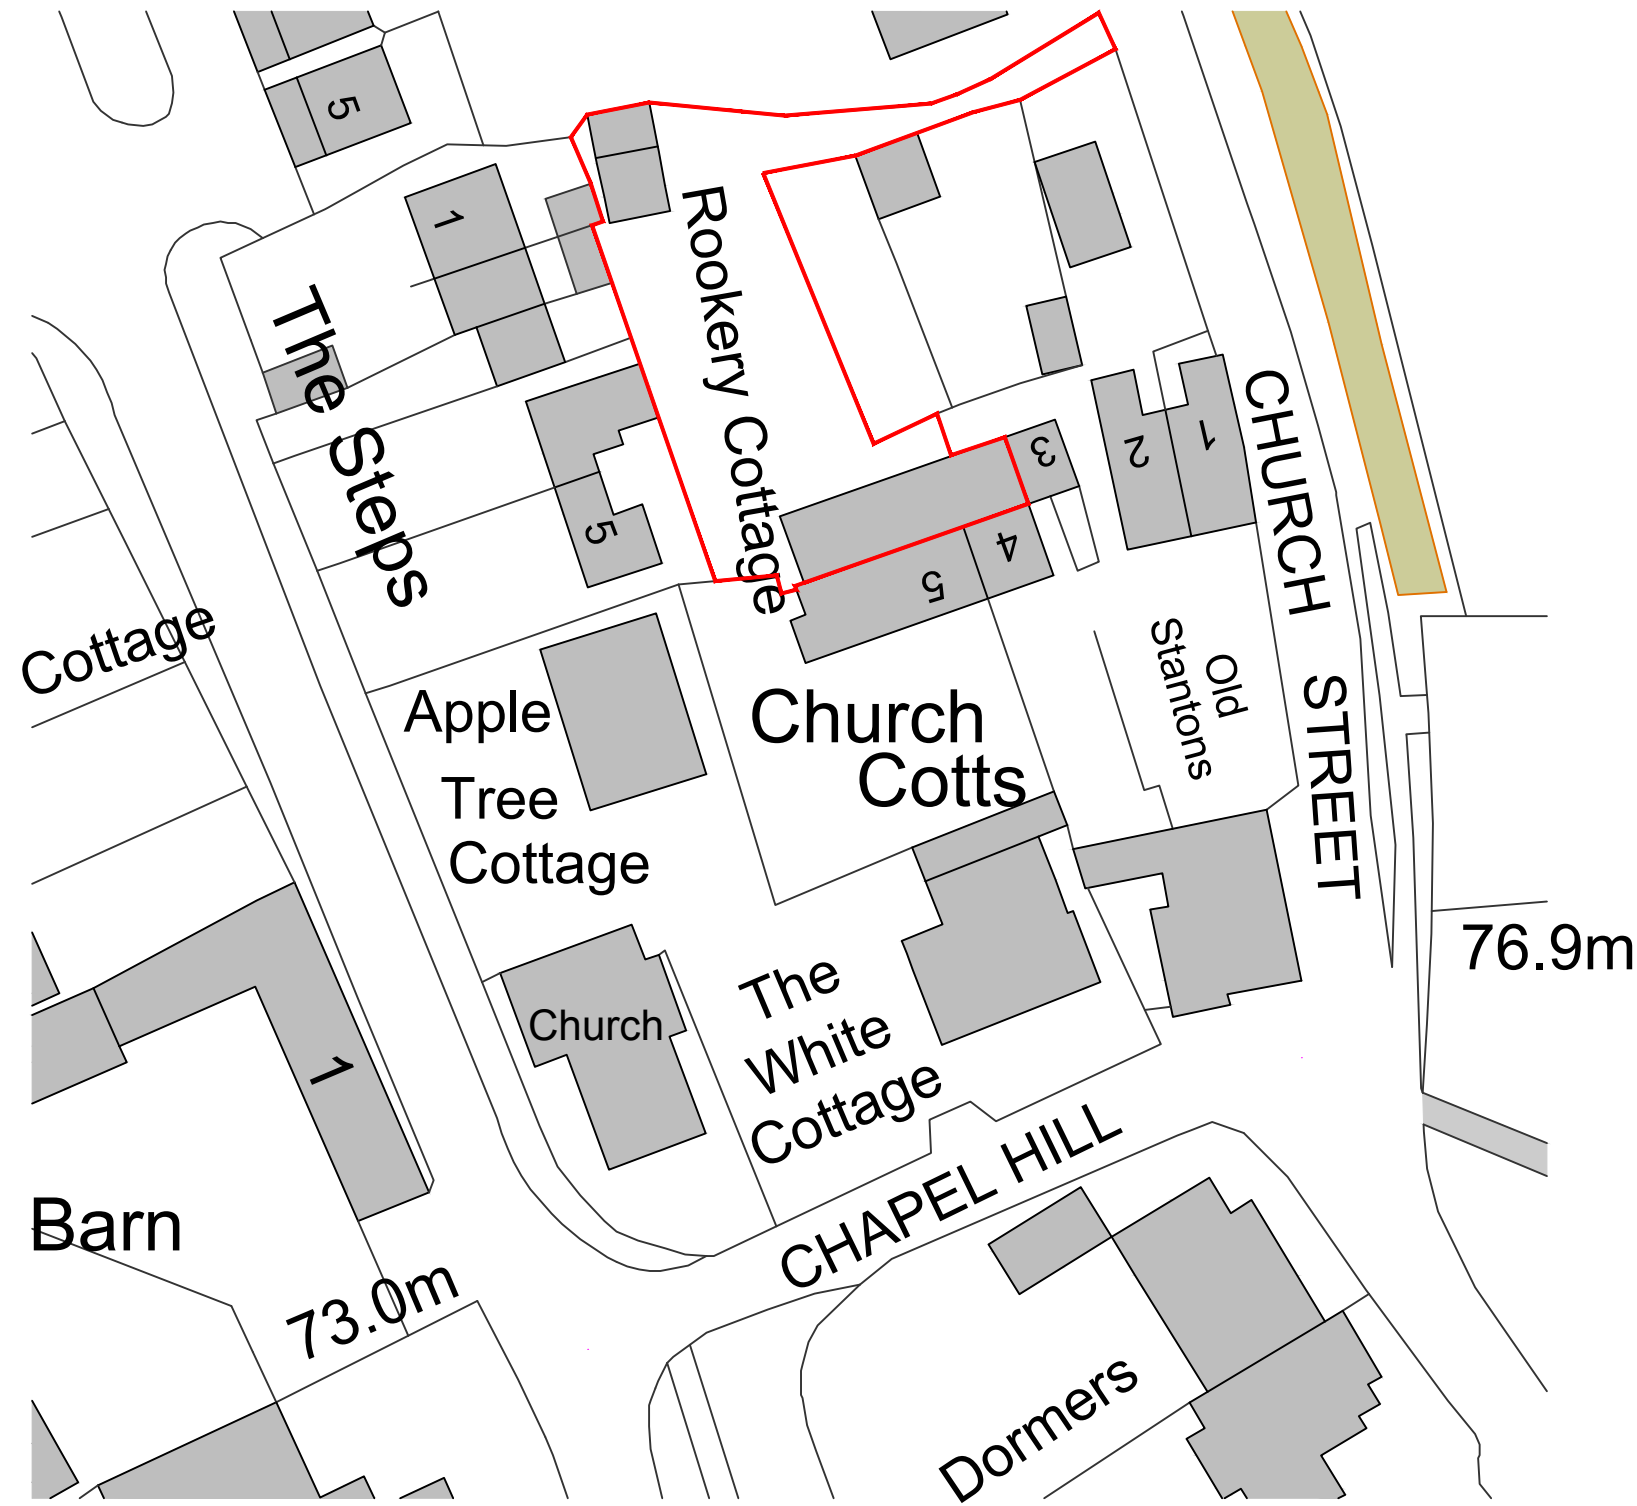 5
1
Rookery Cottage
The Steps
3
2
1
CHURCH STREET
5
4
5
Cottage
Old
Stantons
Apple
Tree
Cottage
Church
Cotts
76.9m
The
White
Cottage
Church
1
CHAPEL HILL
Barn
73.0m
Dormers